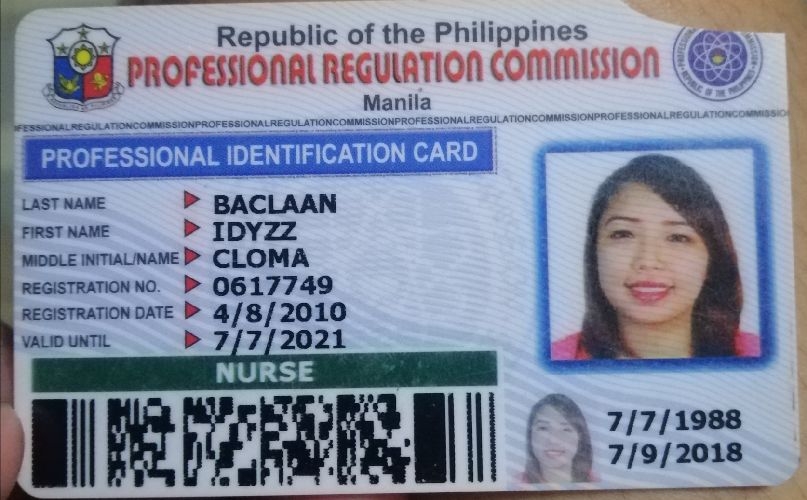 Republic of the Philippines
PROFESSIONAL REGULATION COMMISSION
Manila
FESSIONALREGULATIONCOMMISSIONPROFESSIONALREGULATIONCOMMISSIONPROFESSIONALREGULATIONCOMMISSIONPROFESSIONALREGULATIONCOMMISSIO
PROFESSIONAL IDENTIFICATION CARD
LAST NAME BACLAAN
FIRST NAME IDYZZ
MIDDLE INITIAL/NAME CLOMA
REGISTRATION NO. 0617749
REGISTRATION DATE 4/8/2010
VALID UNTIL 7/7/2021
NURSE
7/7/1988
7/9/2018